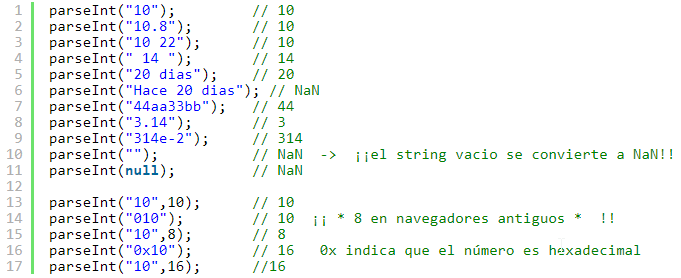 1 parseInt("10"); // 10
2 parseInt("10.8"); // 10
3 parseInt("10 22"); // 10
4 parseInt(" 14 "); // 14
5 parseInt("20 dias"); // 20
6 parseInt("Hace 20 dias"); // NaN
7 parseInt("44aa33bb"); // 44
8 parseInt("3.14"); // 3
9 parseInt("314e-2"); // 314
10 parseInt(""); // NaN -> ¡¡el string vacio se convierte a NaN!!
11 parseInt(null); // NaN
12
13 parseInt("10",10); // 10
14 parseInt("010"); // 10 ¡¡ * 8 en navegadores antiguos * !!
15 parseInt("10",8); // 8
16 parseInt("0x10"); // 16 0x indica que el número es hexadecimal
17 parseInt("10",16); //16